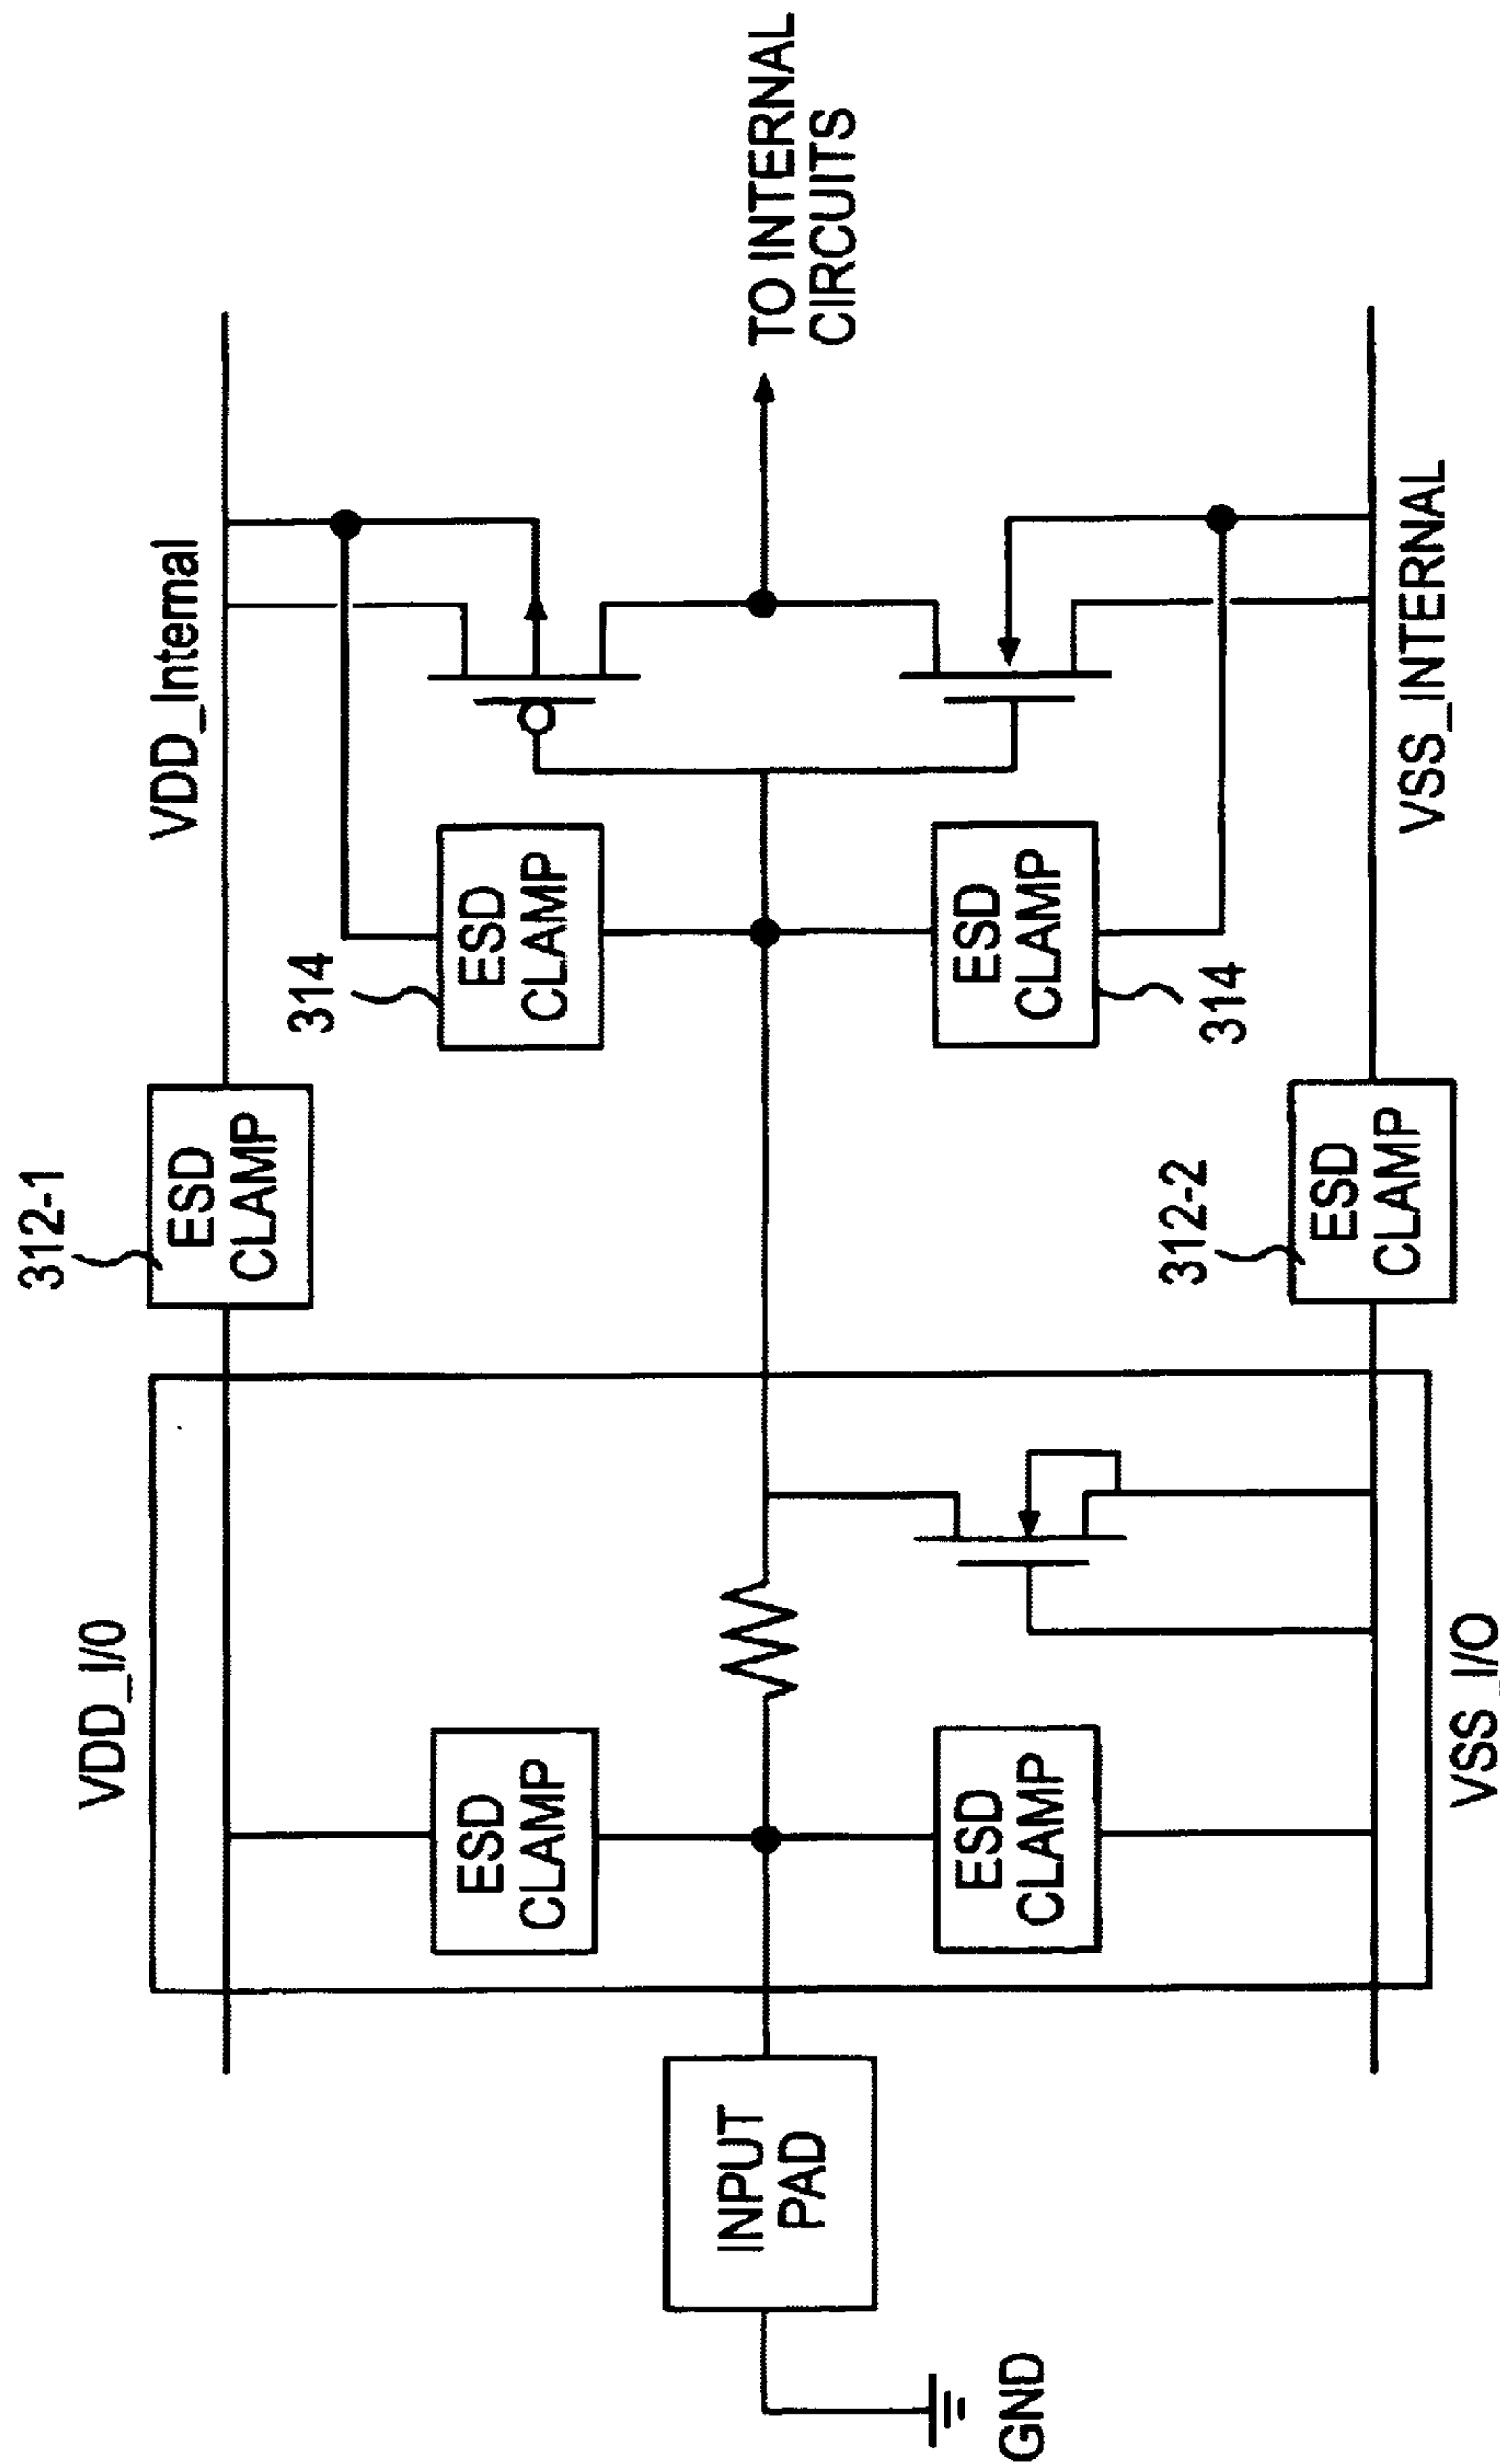 VDD_I/0
312-1
ESD
CLAMP
VDD_Internal
314
ESD
CLAMP
ESD
CLAMP
TO INTERNAL
CIRCUITS
GND
INPUT
PAD
ESD
CLAMP
ESD
CLAMP
314
312-2
ESD
CLAMP
VSS_I/O
VSS_INTERNAL